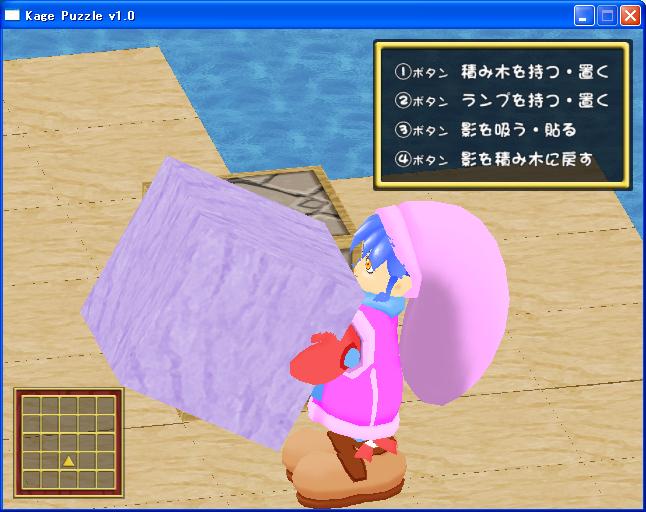 Kage Puzzle v1.0
①ボタン 積み木を持つ・置く
②ボタン ランプを持つ・置く
③ボタン 影を吸う・貼る
④ボタン 影を積み木に戻す